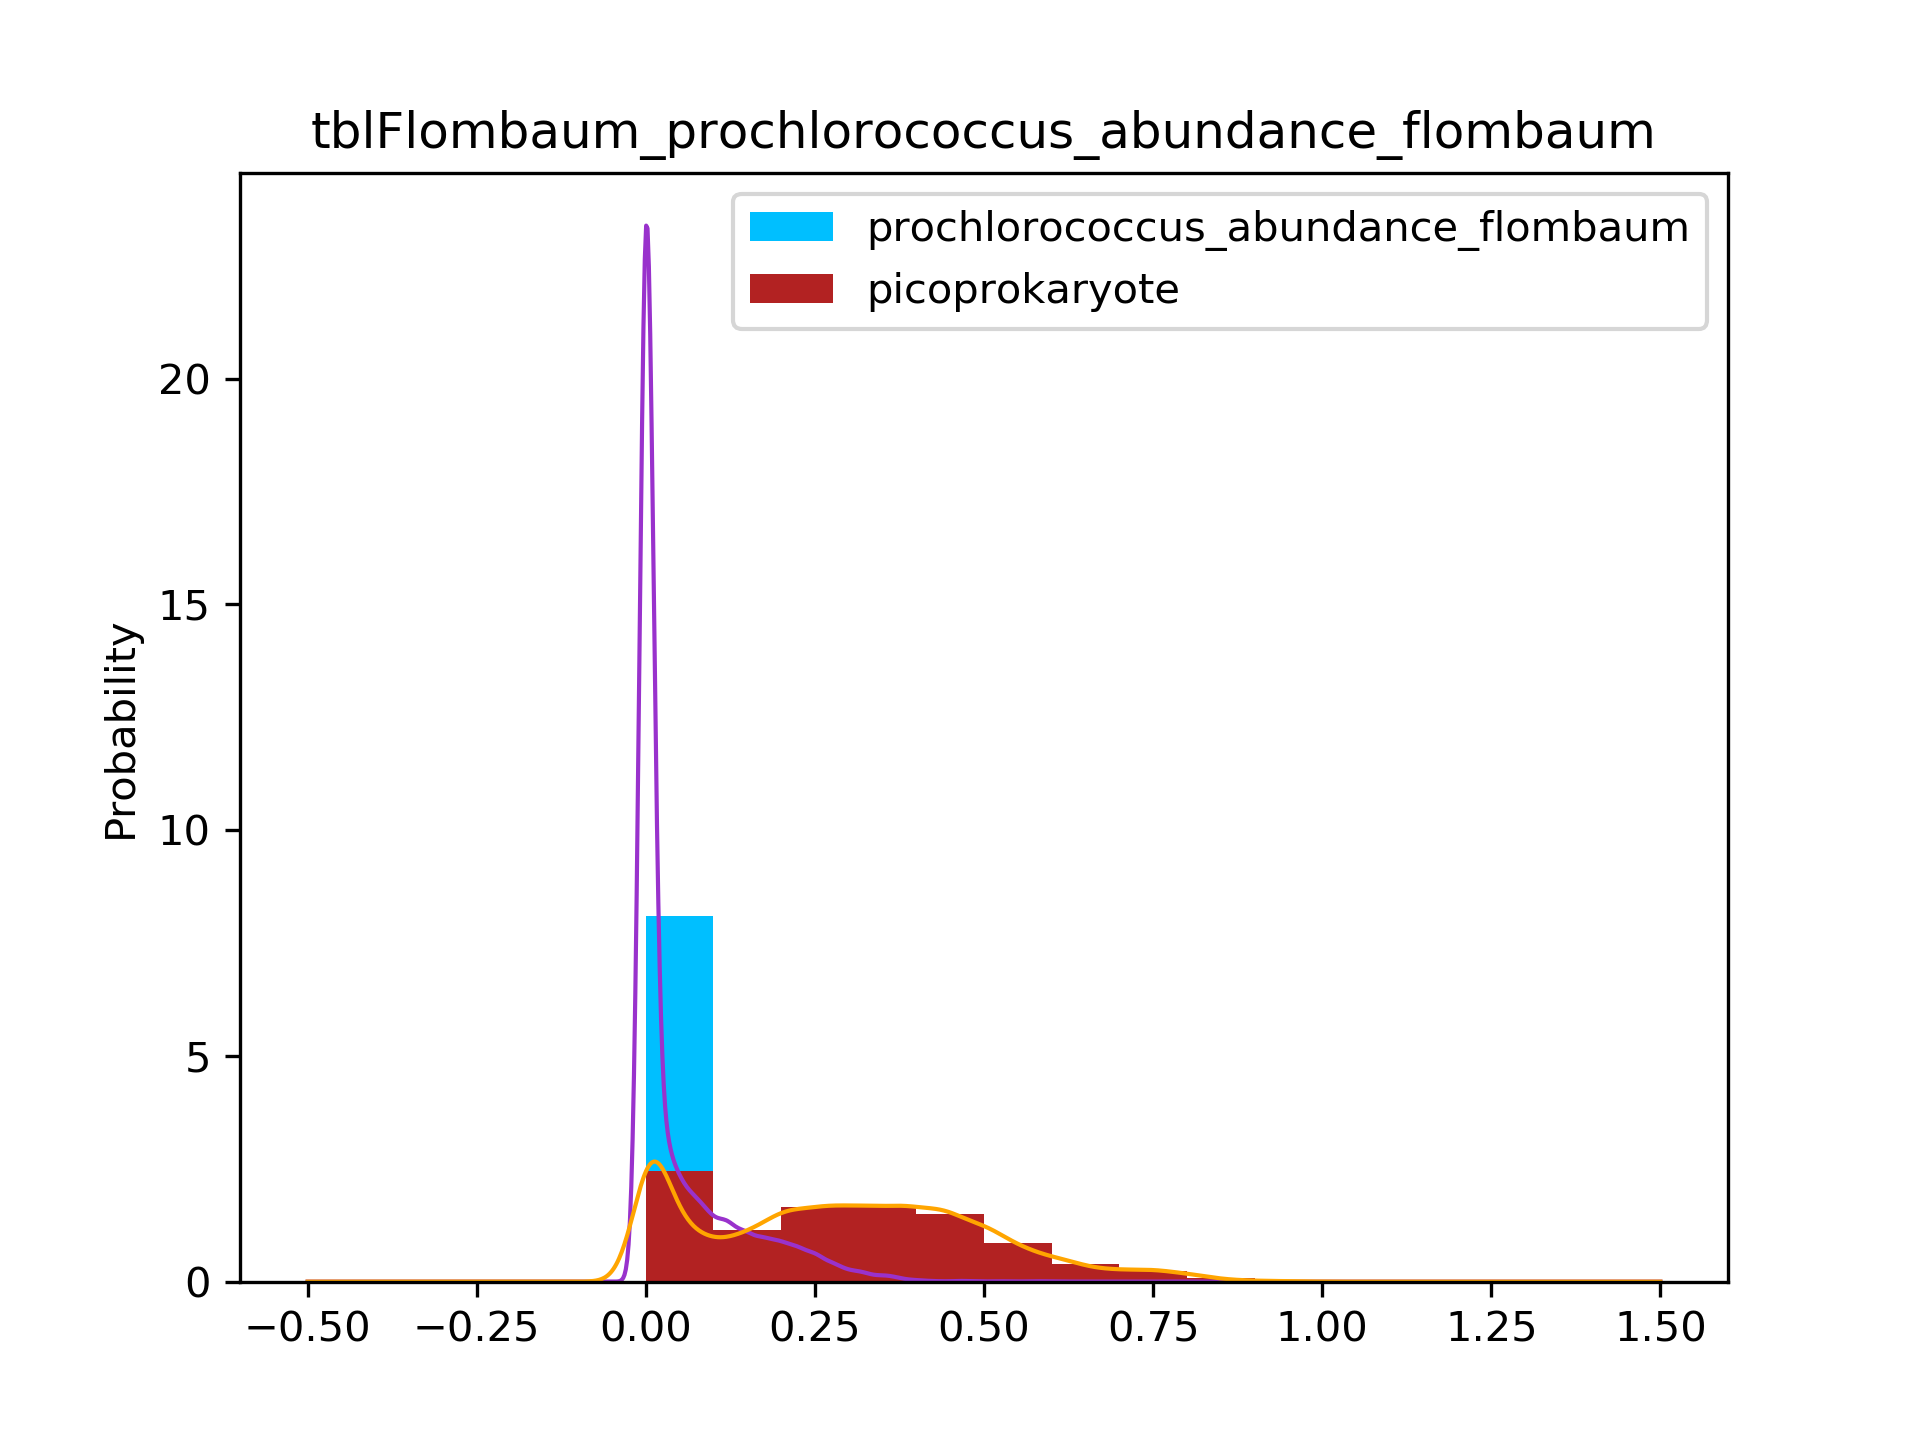 tblFlombaum_prochlorococcus_abundance_flombaum
prochlorococcus_abundance_flombaum
picoprokaryote
Probability
20
15
10
5
0
−0.50 −0.25 0.00 0.25 0.50 0.75 1.00 1.25 1.50